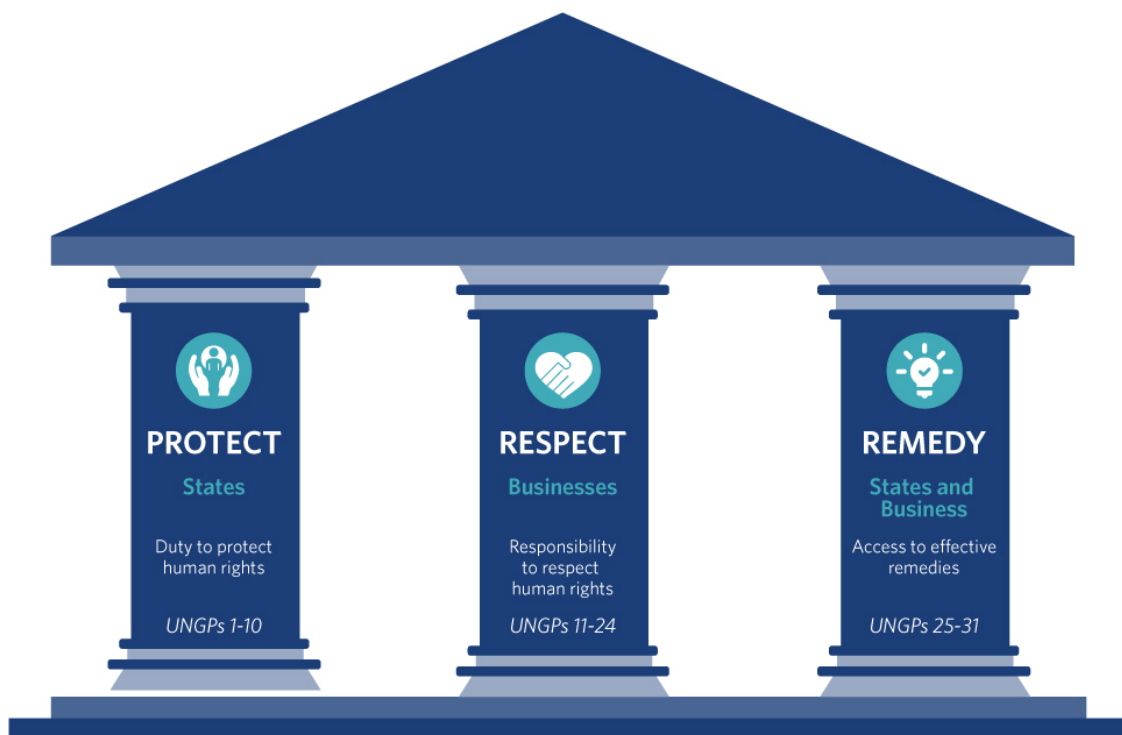 PROTECT
States
Duty to protect
human rights
UNGPs 1-10
RESPECT
Businesses
Responsibility
to respect
human rights
UNGPs 11-24
REMEDY
States and
Business
Access to effective
remedies
UNGPs 25-31